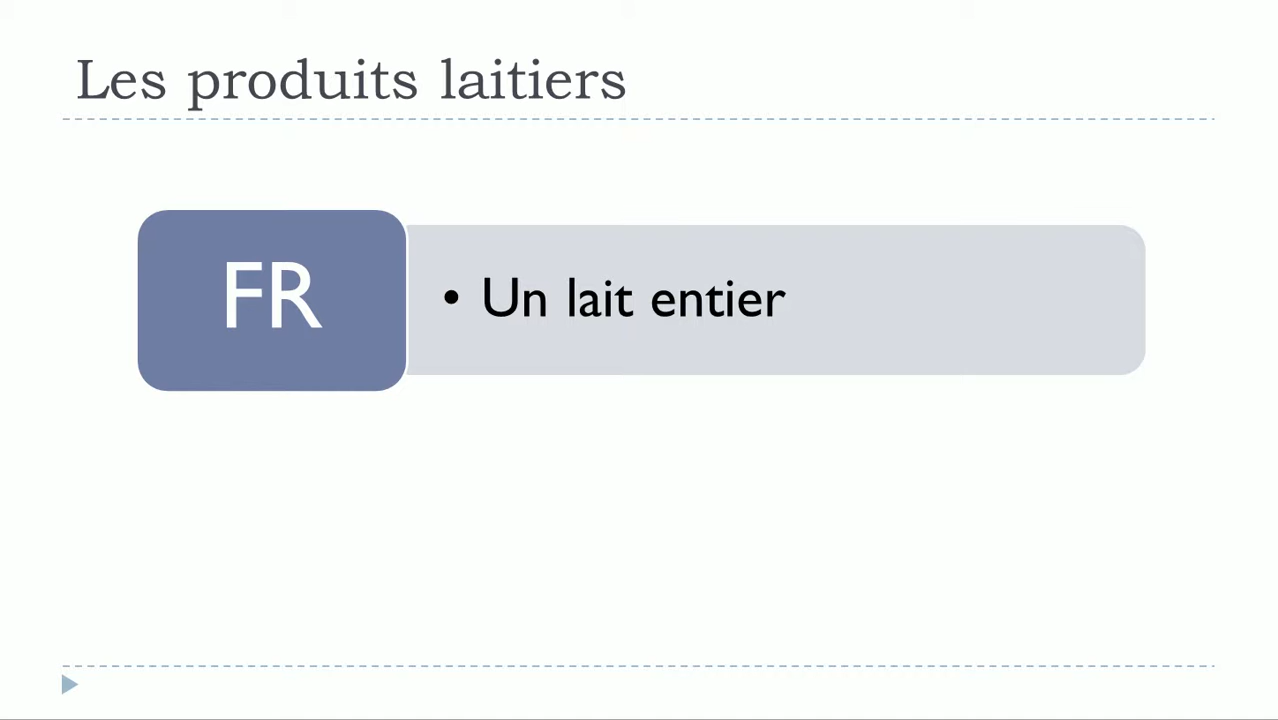 Les produits laitiers
FR
• Un lait entier